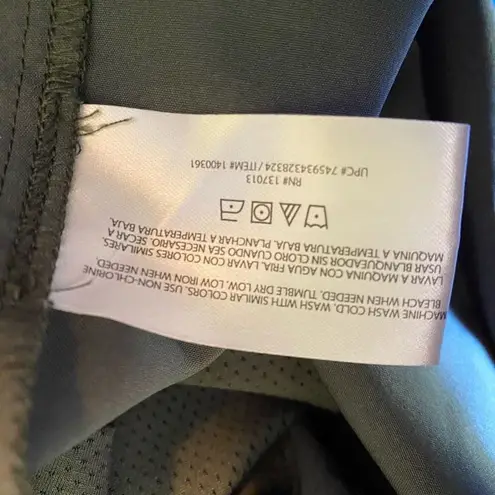 MACHINE WASH COLD. WASH WITH SIMILAR COLORS. USE NON-CHLORINE
BLEACH WHEN NEEDED. TUMBLE DRY LOW. LOW IRON WHEN NEEDED.
LAVAR A MAQUINA CON AGUA FRIA. LAVAR CON COLORES SIMILARES.
USAR BLANQUEADOR SIN CLORO CUANDO SEA NECESARIO. SECAR A
MAQUINA A TEMPERATURA BAJA. PLANCHAR A TEMPERATURA BAJA.
RN# 137013
UPC# 745934328324 / ITEM# 1400361